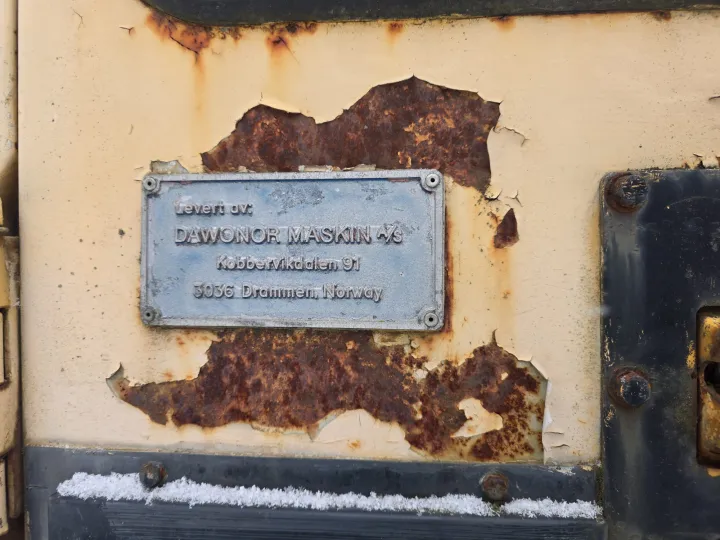 Levert av:
DAWONOR MASKIN A/S
Kobbervikdalen 91
3036 Drammen, Norway